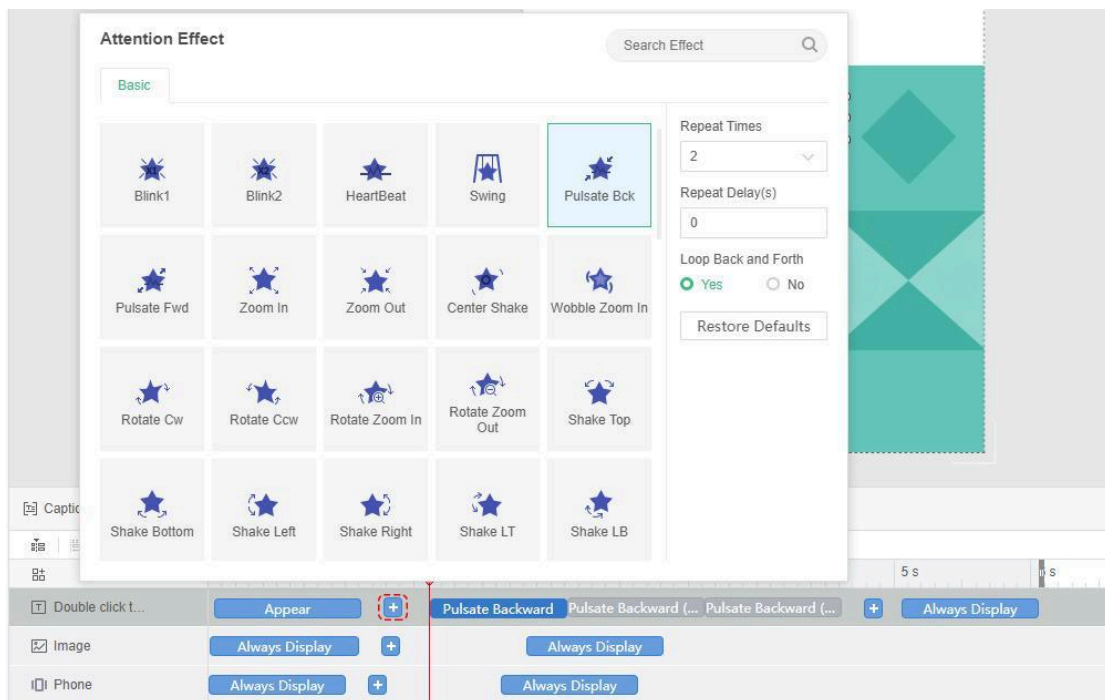 Attention Effect
Search Effect
Basic
Blink1
Blink2
HeartBeat
Swing
Pulsate Bck
Pulsate Fwd
Zoom In
Zoom Out
Center Shake
Wobble Zoom In
Rotate Cw
Rotate Ccw
Rotate Zoom In
Rotate Zoom
Out
Shake Top
Shake Bottom
Shake Left
Shake Right
Shake LT
Shake LB
Repeat Times
2
Repeat Delay(s)
0
Loop Back and Forth
Yes No
Restore Defaults
Captic
5 s
s
Double click t... Appear + Pulsate Backward Pulsate Backward (... Pulsate Backward (... + Always Display
Image Always Display + Always Display
Phone Always Display + Always Display